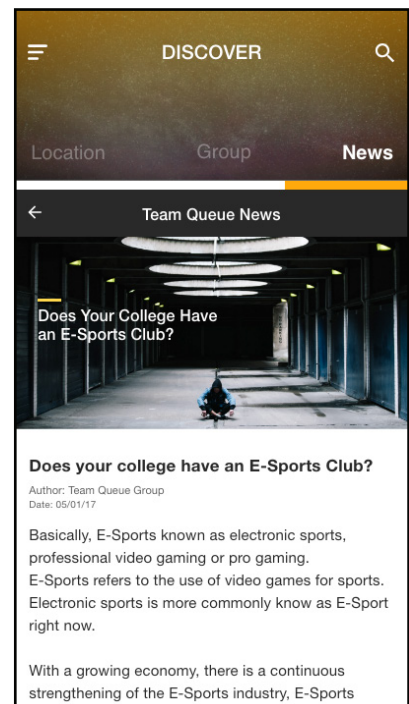 DISCOVER
Location Group News
Team Queue News
Does Your College Have
an E-Sports Club?
Does your college have an E-Sports Club?
Author: Team Queue Group
Date: 05/01/17
Basically, E-Sports known as electronic sports,
professional video gaming or pro gaming.
E-Sports refers to the use of video games for sports.
Electronic sports is more commonly know as E-Sport
right now.
With a growing economy, there is a continuous
strengthening of the E-Sports industry, E-Sports